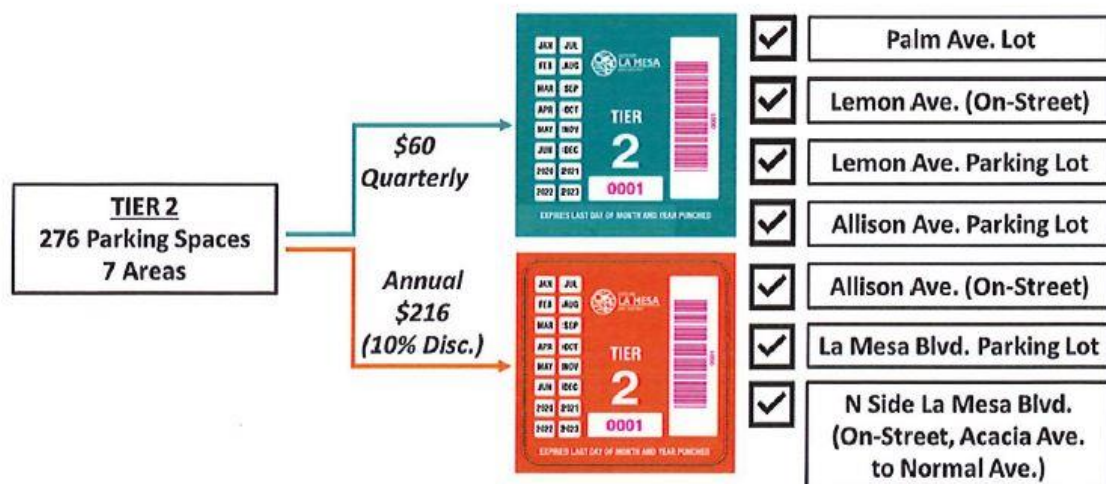 TIER 2
276 Parking Spaces
7 Areas
$60
Quarterly
Annual
$216
(10% Disc.)
JAN JUL
FEB AUG
MAR SEP
APR OCT
MAY NOV
JUN DEC
2020 2021
2022 2023
LA MESA
TIER
2
0001
0001
EXPIRES LAST DAY OF MONTH AND YEAR PUNCHED
JAN JUL
FEB AUG
MAR SEP
APR OCT
MAY NOV
JUN DEC
2020 2021
2022 2023
LA MESA
TIER
2
0001
0001
EXPIRES LAST DAY OF MONTH AND YEAR PUNCHED
Palm Ave. Lot
Lemon Ave. (On-Street)
Lemon Ave. Parking Lot
Allison Ave. Parking Lot
Allison Ave. (On-Street)
La Mesa Blvd. Parking Lot
N Side La Mesa Blvd.
(On-Street, Acacia Ave.
to Normal Ave.)